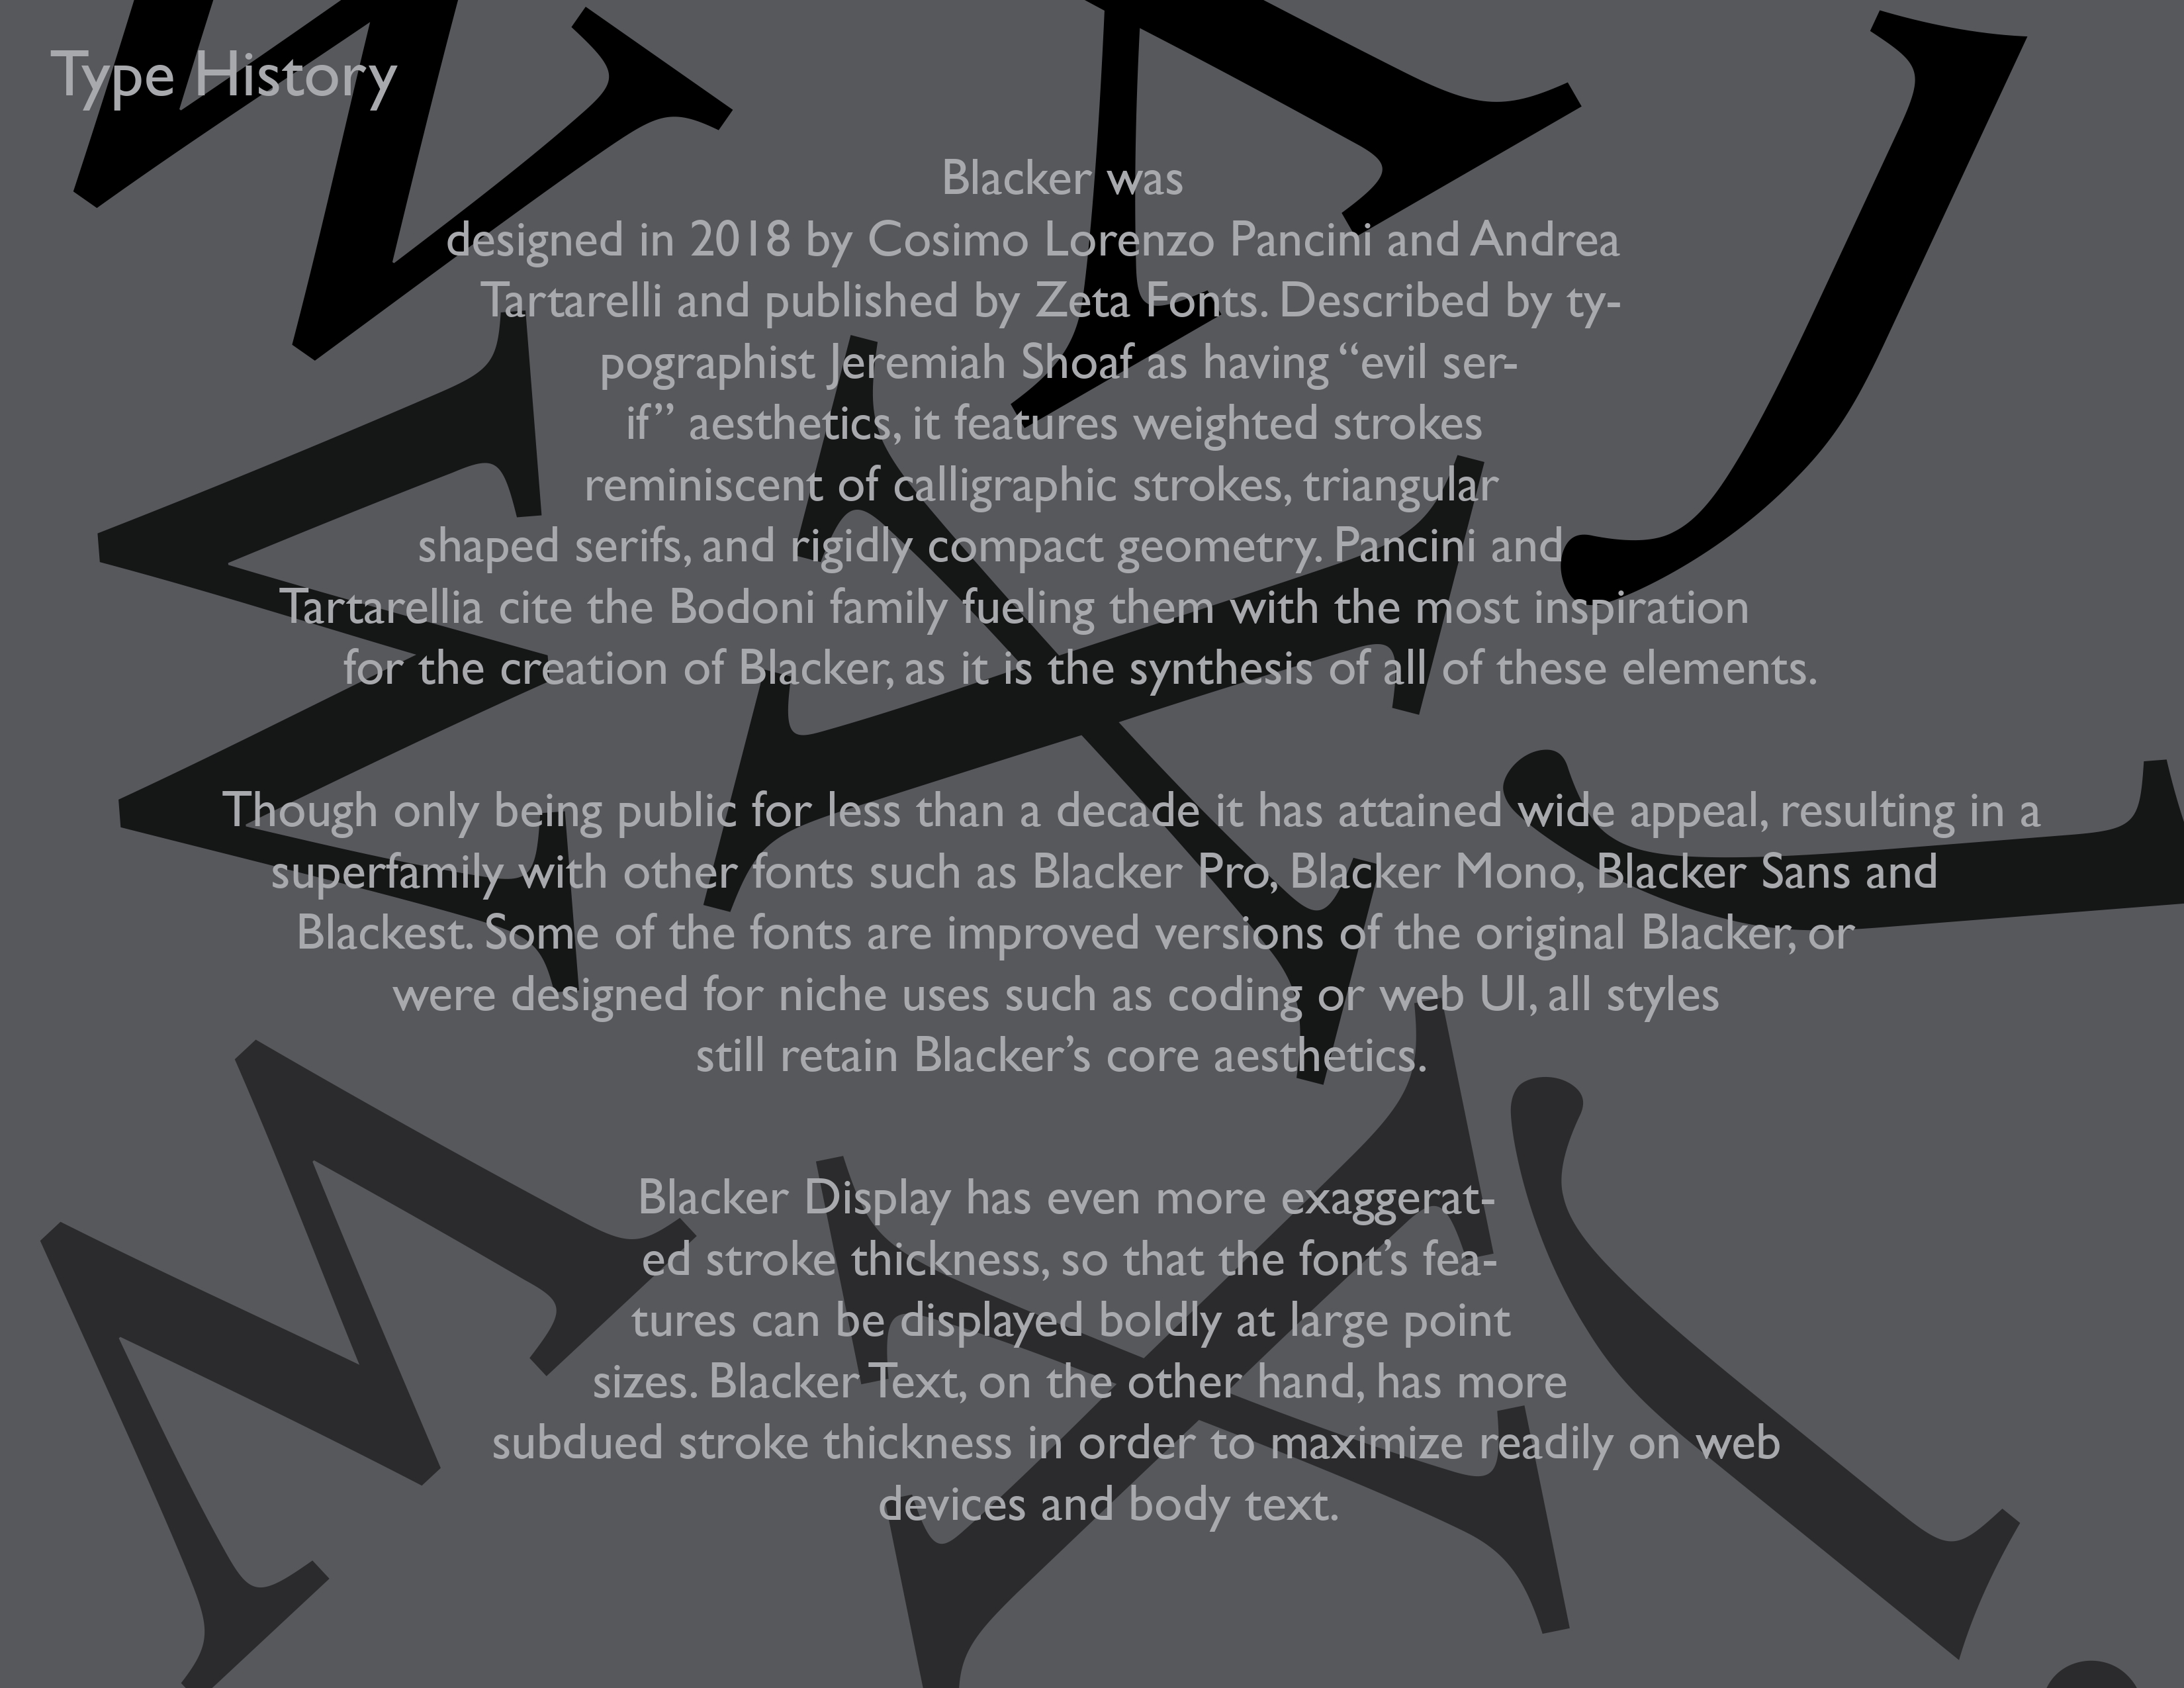 Type History
Blacker was
designed in 2018 by Cosimo Lorenzo Pancini and Andrea
Tartarelli and published by Zeta Fonts. Described by ty-
pographist Jeremiah Shoaf as having “evil ser-
if” aesthetics, it features weighted strokes
reminiscent of calligraphic strokes, triangular
shaped serifs, and rigidly compact geometry. Pancini and
Tartarellia cite the Bodoni family fueling them with the most inspiration
for the creation of Blacker, as it is the synthesis of all of these elements.
Though only being public for less than a decade it has attained wide appeal, resulting in a
superfamily with other fonts such as Blacker Pro, Blacker Mono, Blacker Sans and
Blackest. Some of the fonts are improved versions of the original Blacker, or
were designed for niche uses such as coding or web UI, all styles
still retain Blacker’s core aesthetics.
Blacker Display has even more exaggerat-
ed stroke thickness, so that the font’s fea-
tures can be displayed boldly at large point
sizes. Blacker Text, on the other hand, has more
subdued stroke thickness in order to maximize readily on web
devices and body text.